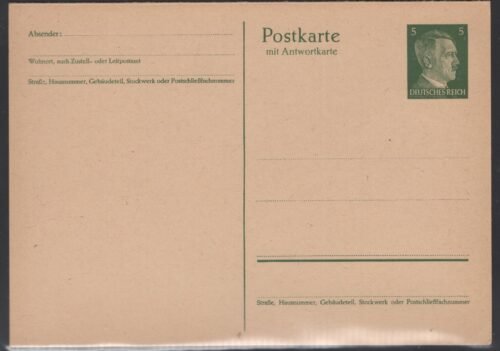 Absender:
Wohnort, auch Zustell- oder Leitpostamt
Straße, Hausnummer, Gebäudeteil, Stockwerk oder Postschließfachnummer
Postkarte
mit Antwortkarte
5 5
DEUTSCHES REICH
Straße, Hausnummer, Gebäudeteil, Stockwerk oder Postschließfachnummer